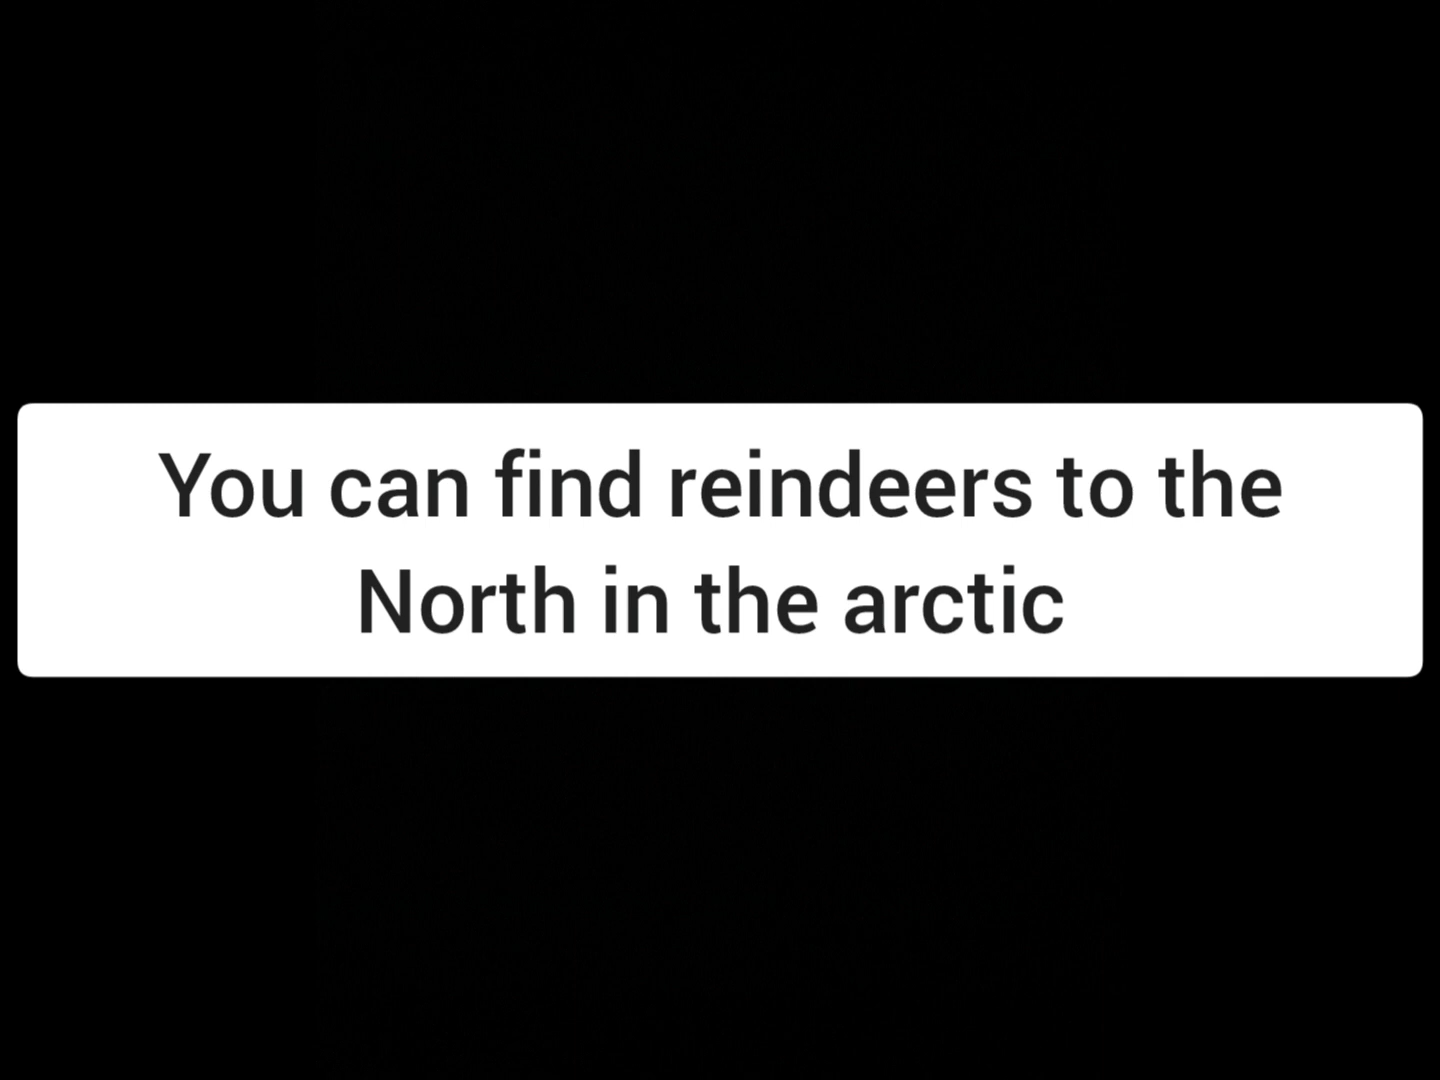 You can find reindeers to the
North in the arctic